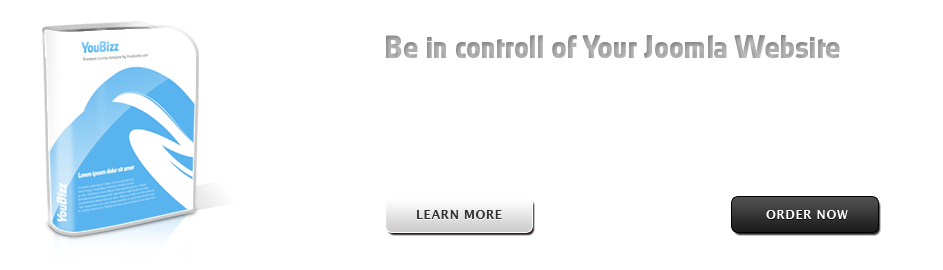 YouBizz
Premium Joomla template by Youjoomla.com
Lorem ipsum dolor sit amet
YouBizz
Be in controll of Your Joomla Website
LEARN MORE
ORDER NOW